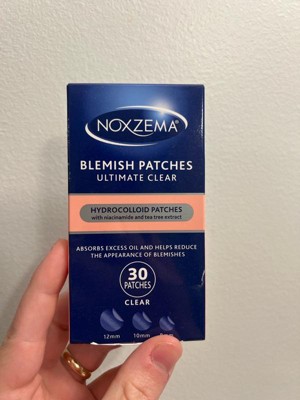 NOXZEMA®
BLEMISH PATCHES
ULTIMATE CLEAR
HYDROCOLLOID PATCHES
with niacinamide and tea tree extract
ABSORBS EXCESS OIL AND HELPS REDUCE
THE APPEARANCE OF BLEMISHES
30
PATCHES
CLEAR
12mm 10mm